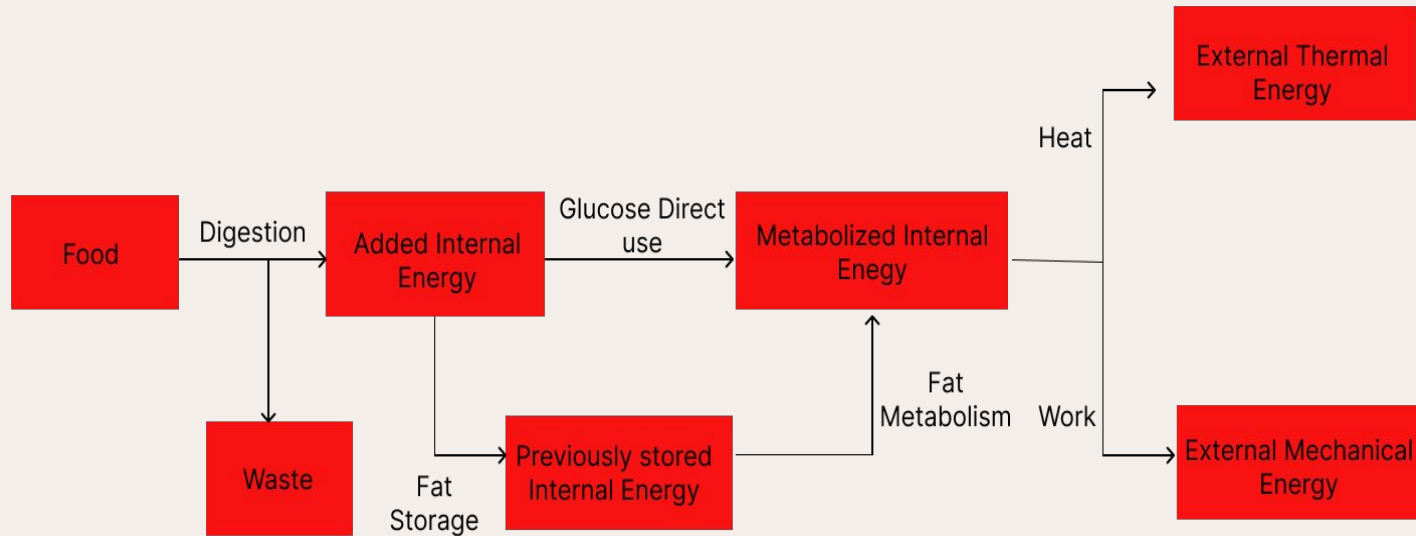 External Thermal
Energy
Heat
Glucose Direct
use
Digestion
Food
Added Internal
Energy
Metabolized Internal
Enegy
Fat
Metabolism
Work
Waste
Fat
Storage
Previously stored
Internal Energy
External Mechanical
Energy